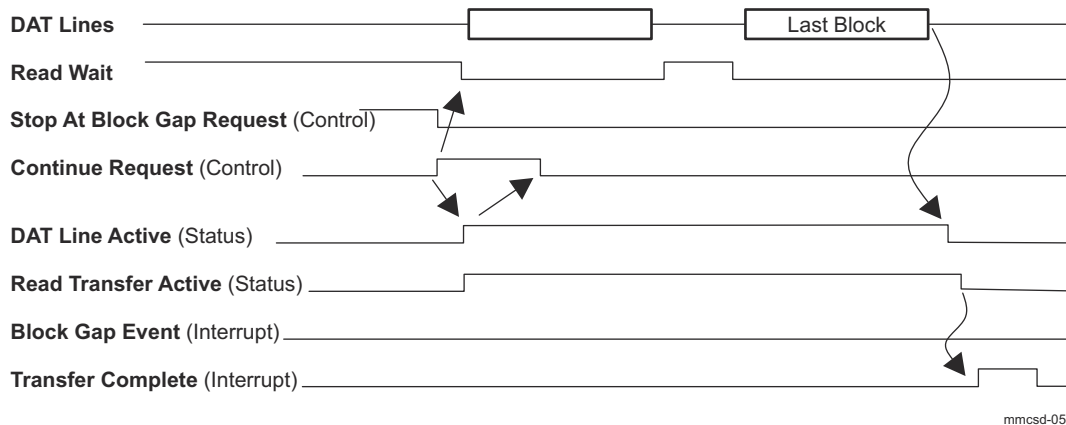 DAT Lines
Last Block
Read Wait
Stop At Block Gap Request (Control)
Continue Request (Control)
DAT Line Active (Status)
Read Transfer Active (Status)
Block Gap Event (Interrupt)
Transfer Complete (Interrupt)
mmcsd-05